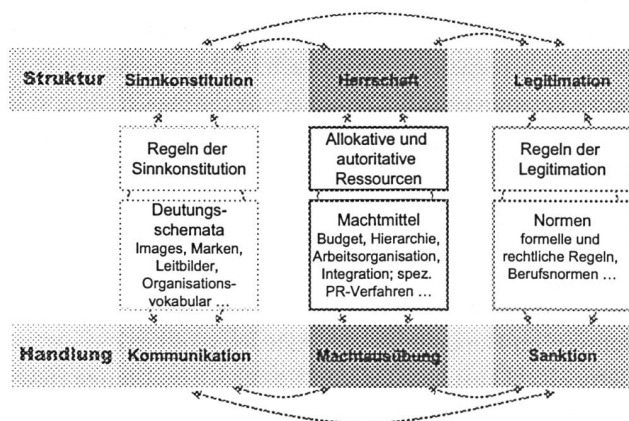 Struktur Sinnkonstitution Herrschaft Legitimation
Regeln der
Sinnkonstitution
Allokative und
autoritative
Ressourcen
Regeln der
Legitimation
Deutungs-
schemata
Images, Marken,
Leitbilder,
Organisations-
vokabular ...
Machtmittel
Budget, Hierarchie,
Arbeitsorganisation,
Integration; spez.
PR-Verfahren ...
Normen
formelle und
rechtliche Regeln,
Berufsnormen ...
Handlung Kommunikation Machtausübung Sanktion